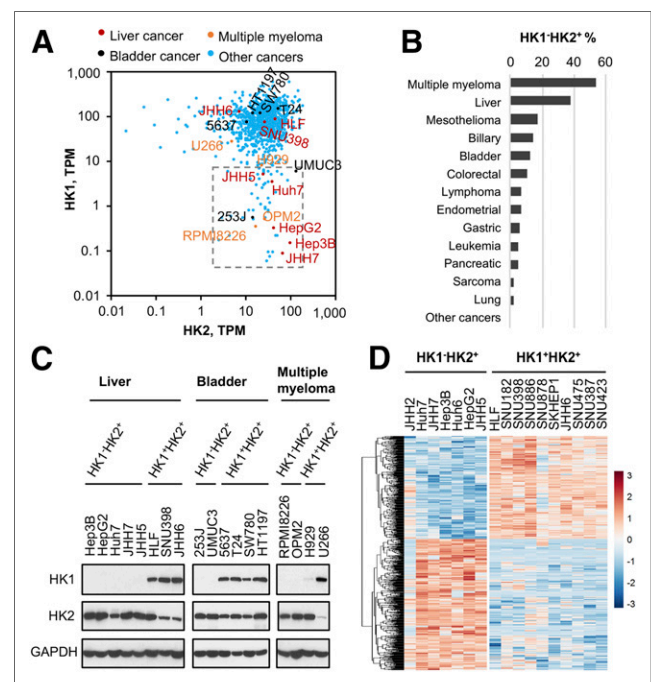 A
Liver cancer
Multiple myeloma
Bladder cancer
Other cancers
HK1, TPM
1,000
100
10
1
0.1
0.01
0.01 0.1 1 10 100 1,000
HK2, TPM
HT1197
SW780
T24
JHH6
5637
HLF
SNU398
U266
H929
UMUC3
JHH5
Huh7
253J
OPM2
RPMI8226
HepG2
Hep3B
JHH7
B
HK1⁻HK2⁺ %
0 20 40 60
Multiple myeloma
Liver
Mesothelioma
Billary
Bladder
Colorectal
Lymphoma
Endometrial
Gastric
Leukemia
Pancreatic
Sarcoma
Lung
Other cancers
C
Liver
Bladder
Multiple
myeloma
HK1⁻HK2⁺
HK1⁺HK2⁺
HK1⁻HK2⁺
HK1⁺HK2⁺
HK1⁻HK2⁺
HK1⁺HK2⁺
Hep3B
HepG2
Huh7
JHH7
JHH5
HLF
SNU398
JHH6
253J
UMUC3
5637
T24
SW780
HT1197
RPMI8226
OPM2
H929
U266
HK1
HK2
GAPDH
D
HK1⁻HK2⁺
HK1⁺HK2⁺
JHH2
Huh7
JHH7
Hep3B
Huh6
HepG2
JHH5
HLF
SNU182
SNU398
SNU886
SNU878
SKHEP1
JHH6
SNU475
SNU387
SNU423
3
2
1
0
-1
-2
-3